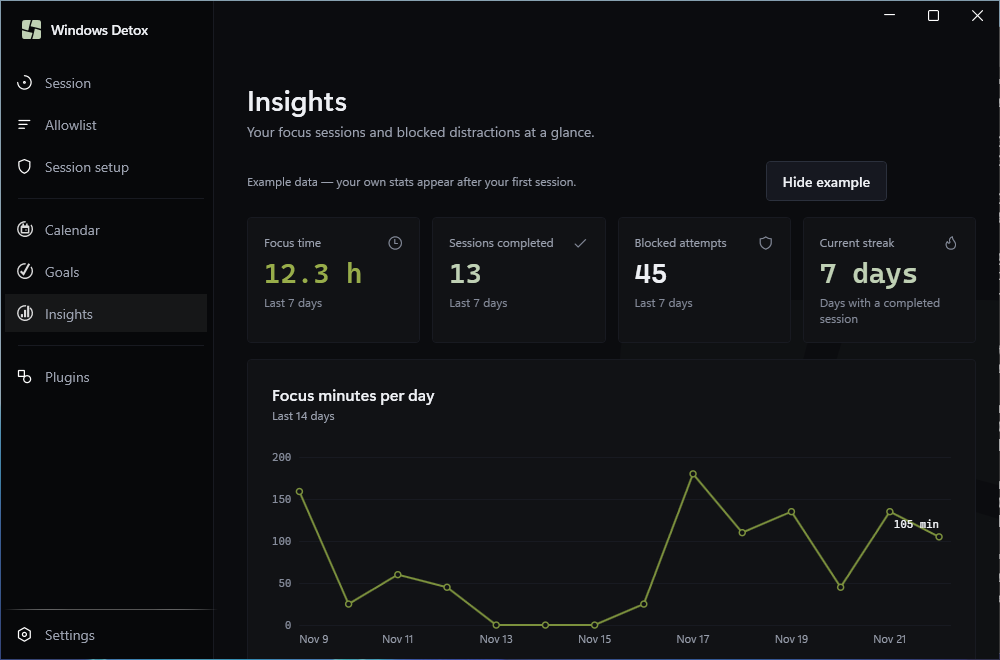 Windows Detox
Session
Allowlist
Session setup
Calendar
Goals
Insights
Plugins
Settings
Insights
Your focus sessions and blocked distractions at a glance.
Example data — your own stats appear after your first session.
Hide example
Focus time
12.3 h
Last 7 days
Sessions completed
13
Last 7 days
Blocked attempts
45
Last 7 days
Current streak
7 days
Days with a completed
session
Focus minutes per day
Last 14 days
200
150
100
50
0
105 min
Nov 9 Nov 11 Nov 13 Nov 15 Nov 17 Nov 19 Nov 21